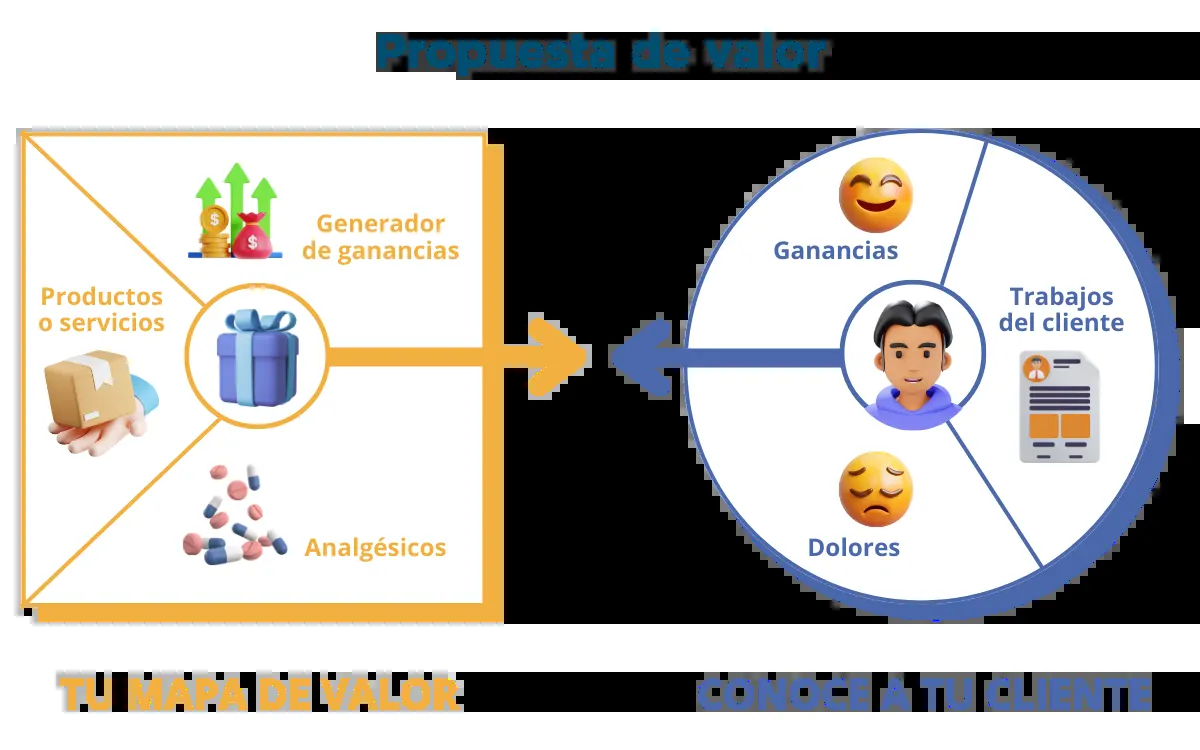 Propuesta de valor
Generador
de ganancias
Productos
o servicios
Analgésicos
Ganancias
Trabajos
del cliente
Dolores
TU MAPA DE VALOR
CONOCE A TU CLIENTE